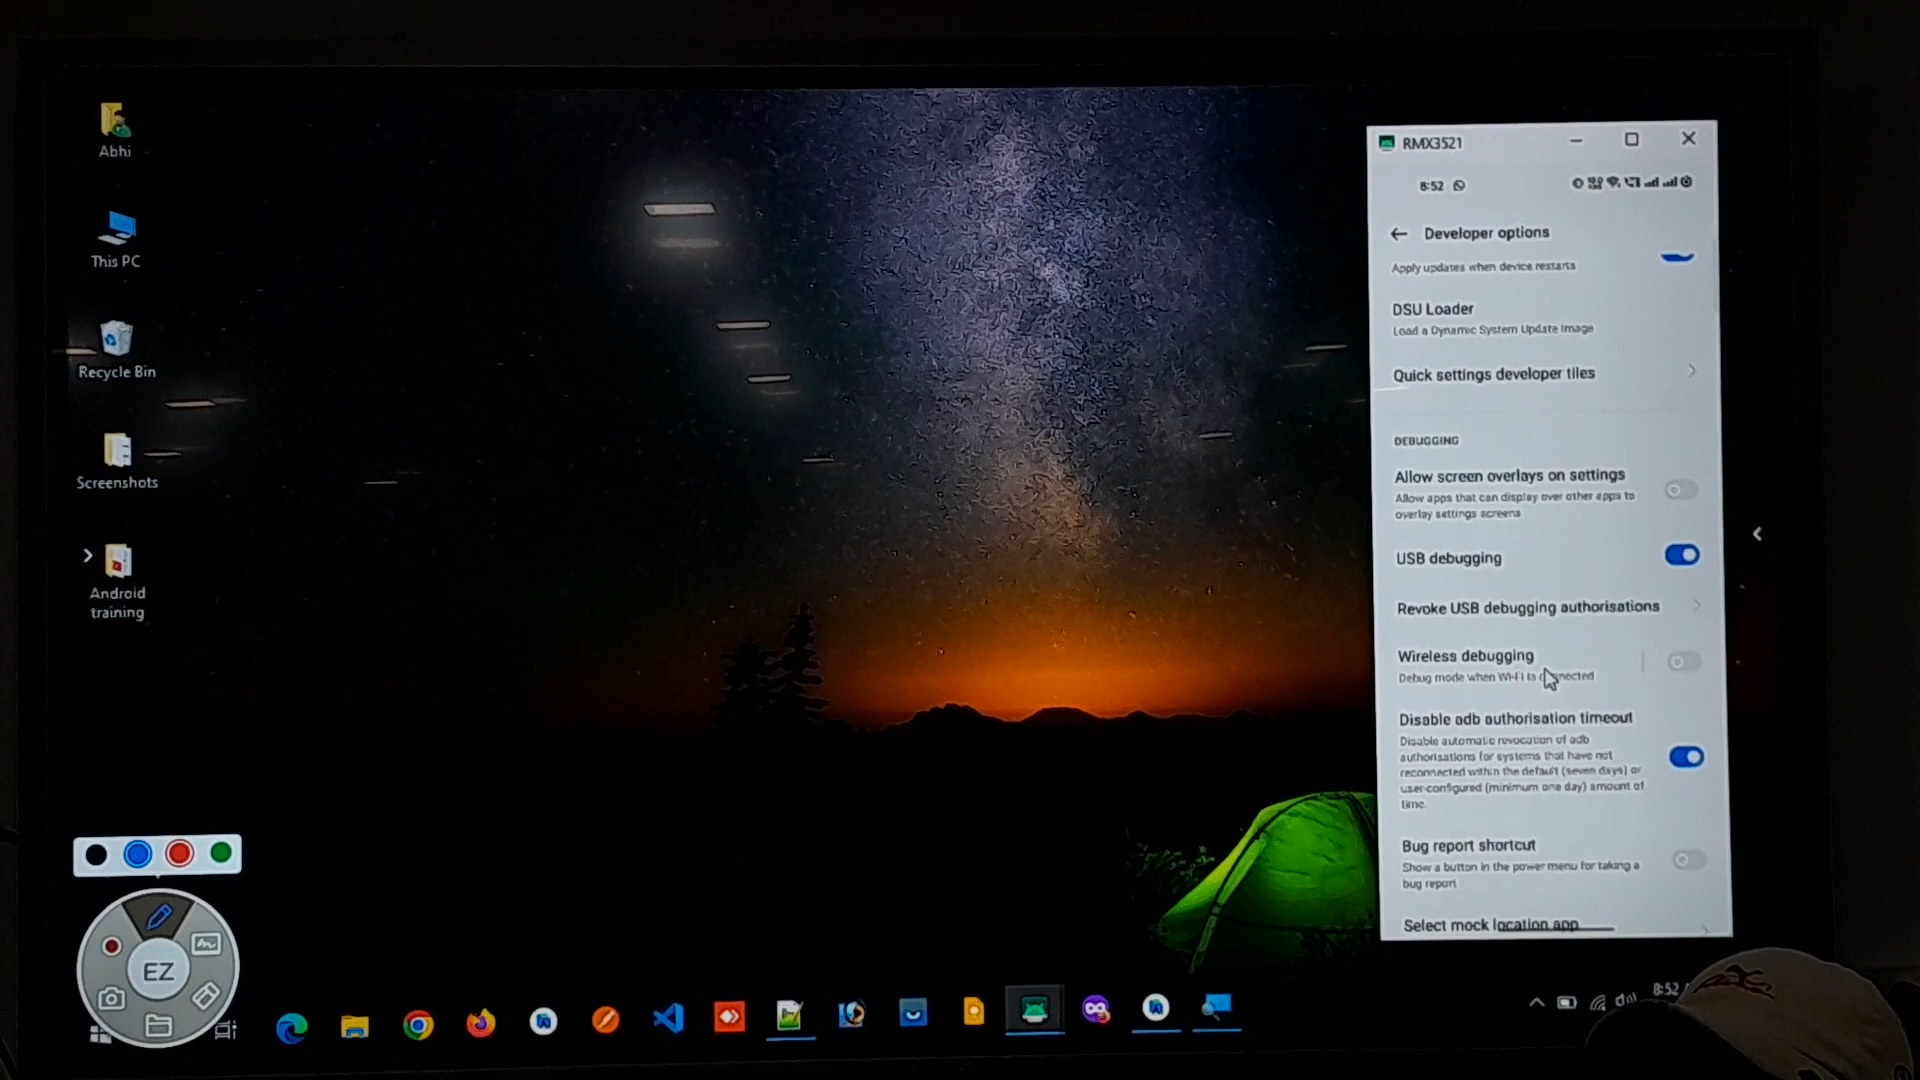 Abhi
This PC
Recycle Bin
Screenshots
Android
training
EZ
RMX3521
8:52
Developer options
Apply updates when device restarts
DSU Loader
Load a Dynamic System Update Image
Quick settings developer tiles
DEBUGGING
Allow screen overlays on settings
Allow apps that can display over other apps to
overlay settings screens
USB debugging
Revoke USB debugging authorisations
Wireless debugging
Debug mode when Wi-Fi is connected
Disable adb authorisation timeout
Disable automatic revocation of adb
authorisations for systems that have not
reconnected within the default (seven days) or
user-configured (minimum one day) amount of
time.
Bug report shortcut
Show a button in the power menu for taking a
bug report
Select mock location app
8:52